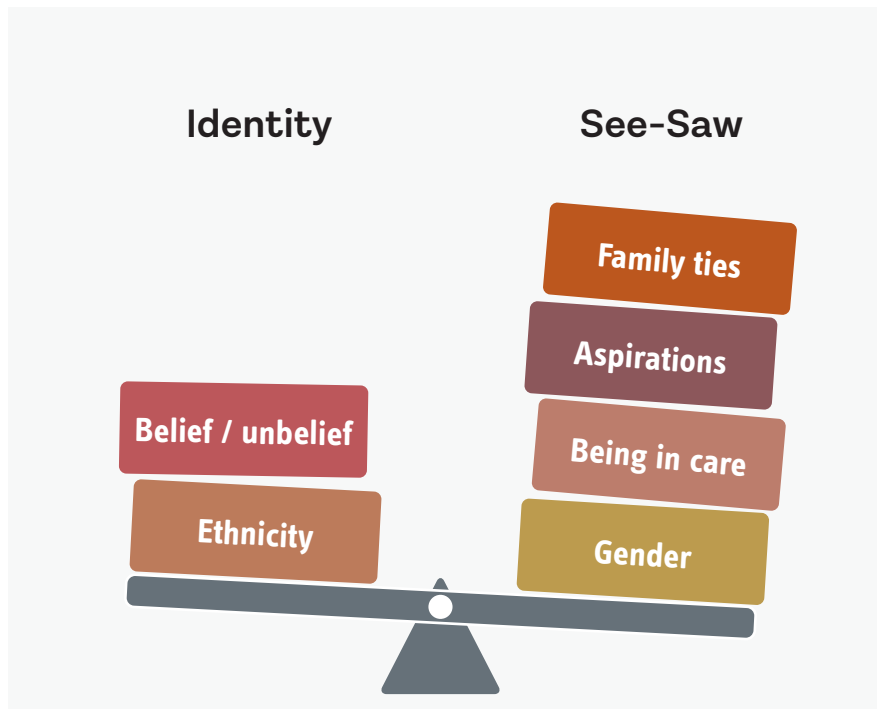 Identity
See-Saw
Family ties
Aspirations
Belief / unbelief
Being in care
Ethnicity
Gender